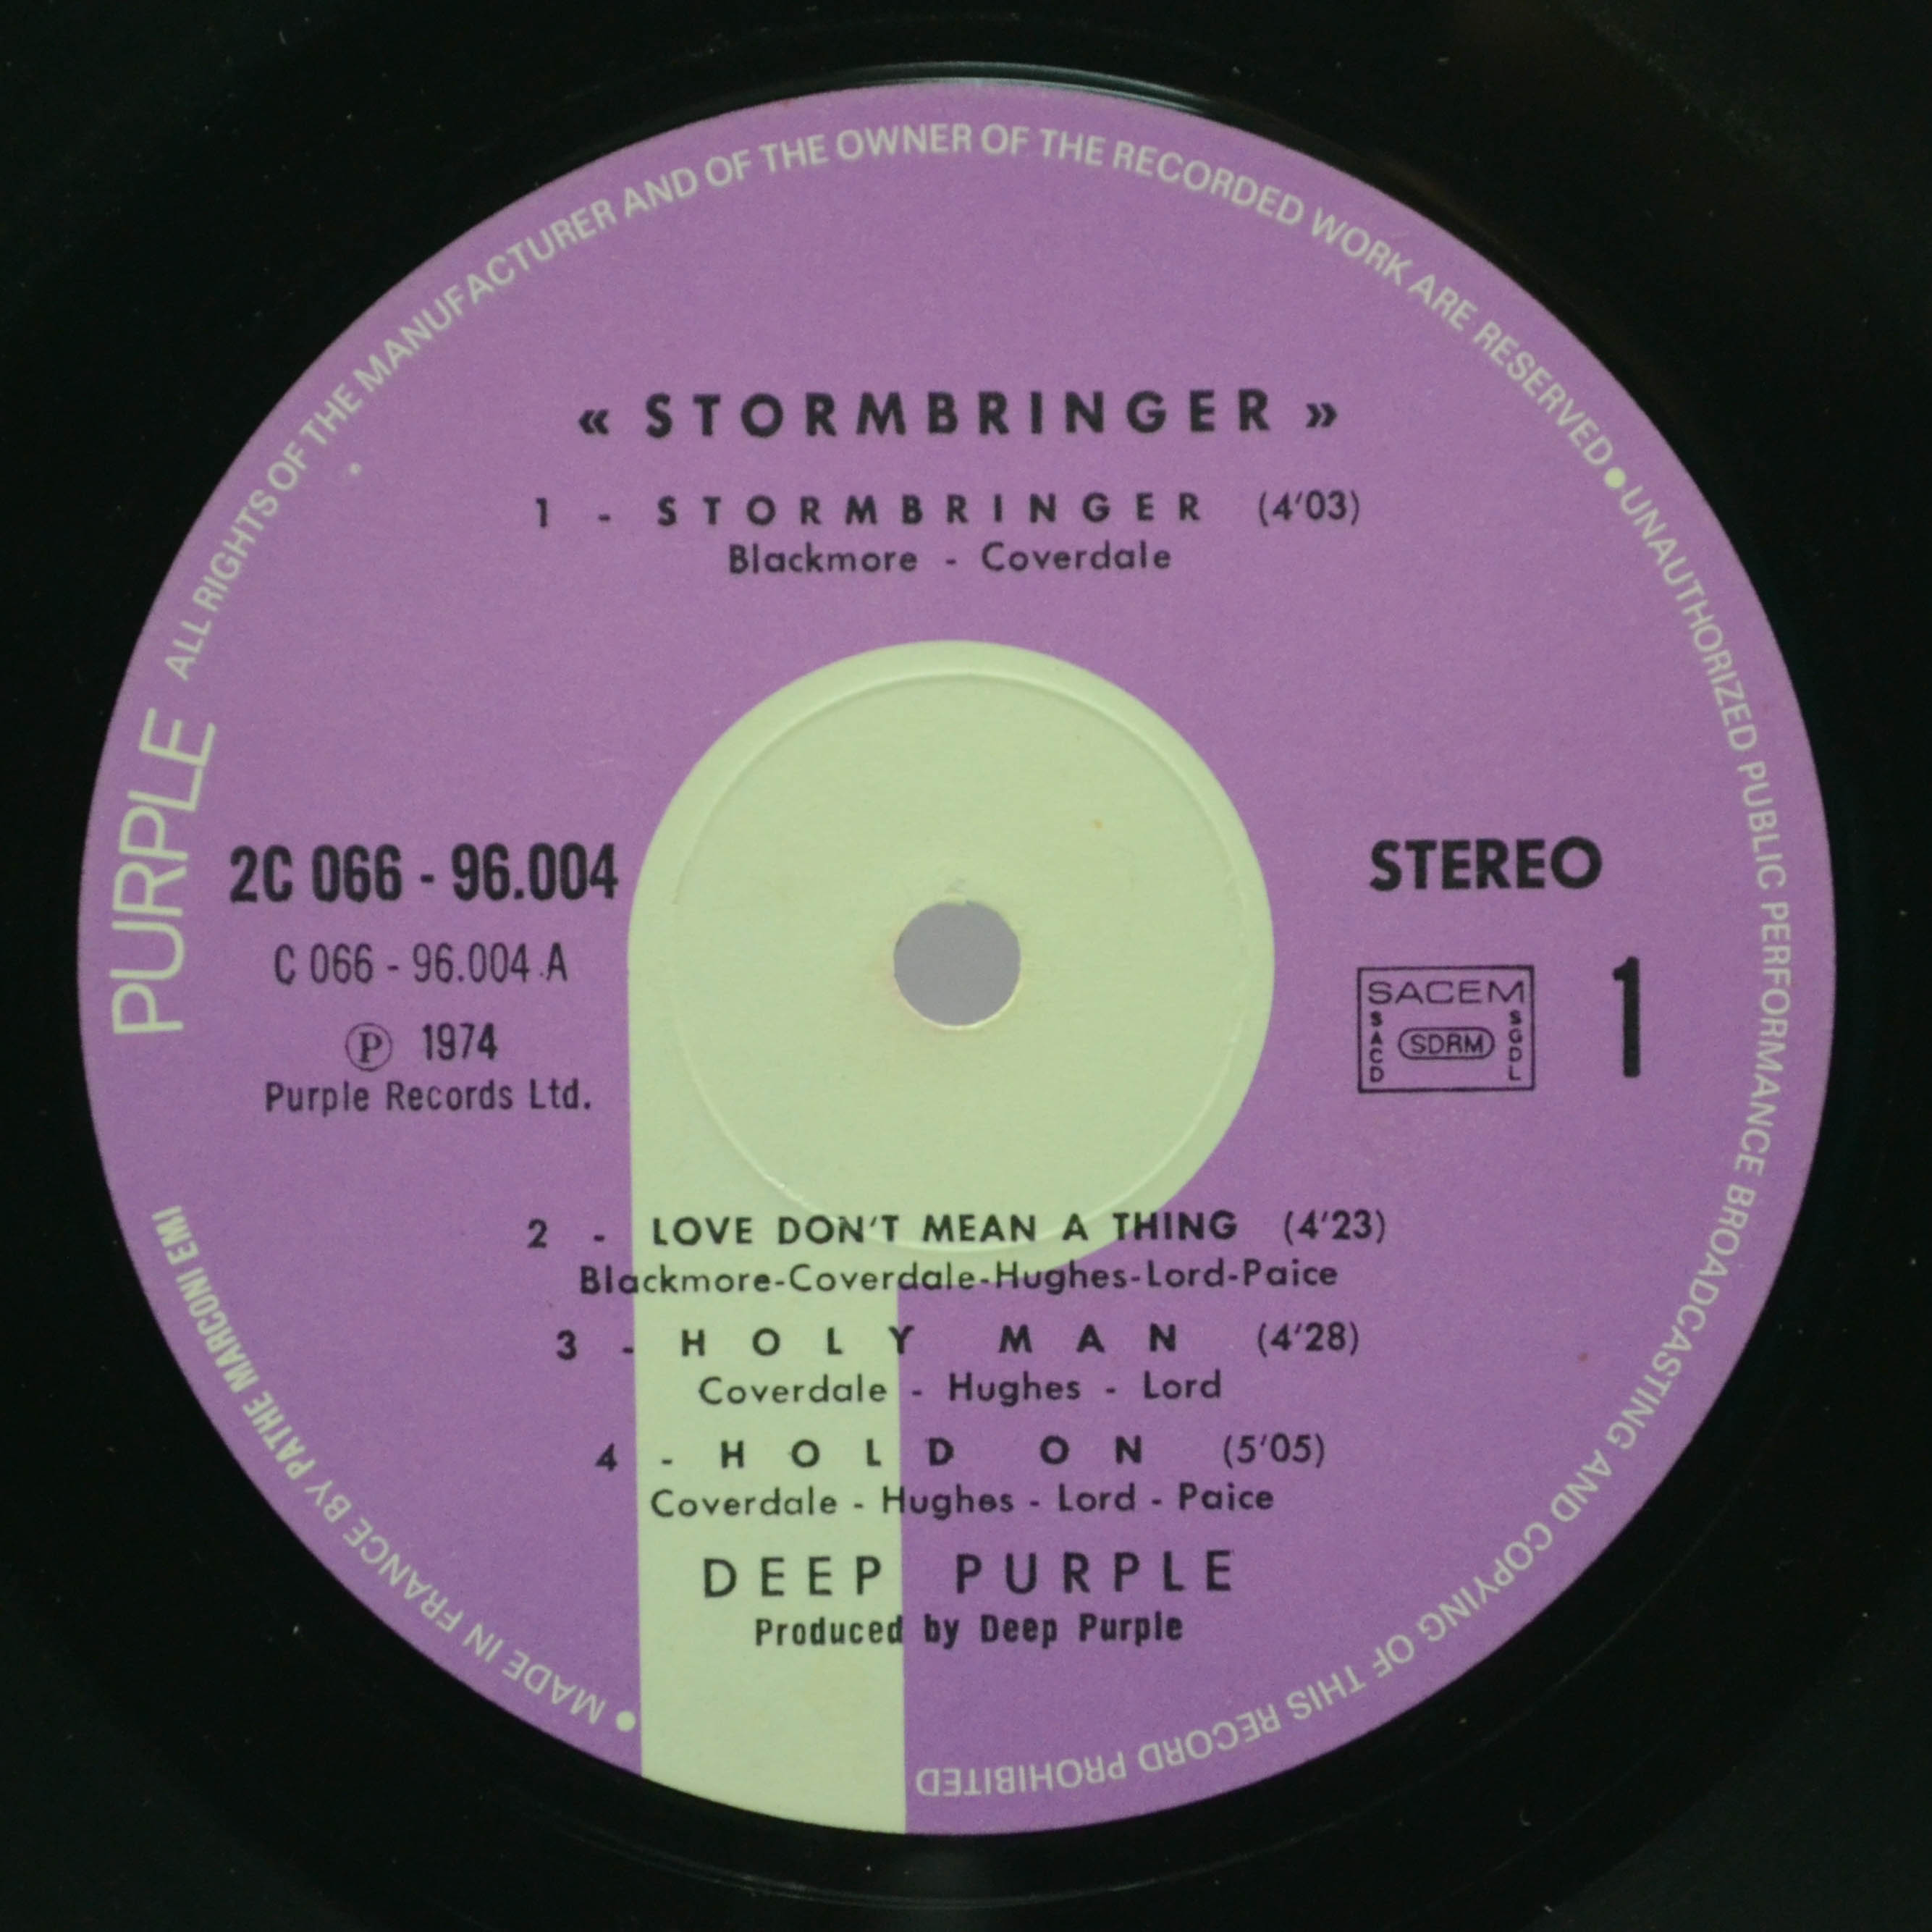 PURPLE ALL RIGHTS OF THE MANUFACTURER AND OF THE OWNER OF THE RECORDED WORK ARE RESERVED • UNAUTHORIZED PUBLIC PERFORMANCE BROADCASTING AND COPYING OF THIS RECORD PROHIBITED
« STORMBRINGER »
1 - STORMBRINGER (4'03)
Blackmore - Coverdale
2C 066 - 96.004
C 066 - 96.004 A
Ⓟ 1974
Purple Records Ltd.
STEREO
1
SACEM
SACD
SDRM
SGDL
2 - LOVE DON'T MEAN A THING (4'23)
Blackmore-Coverdale-Hughes-Lord-Paice
3 - HOLY MAN (4'28)
Coverdale - Hughes - Lord
4 - HOLD ON (5'05)
Coverdale - Hughes - Lord - Paice
DEEP PURPLE
Produced by Deep Purple
• MADE IN FRANCE BY PATHE MARCONI EMI